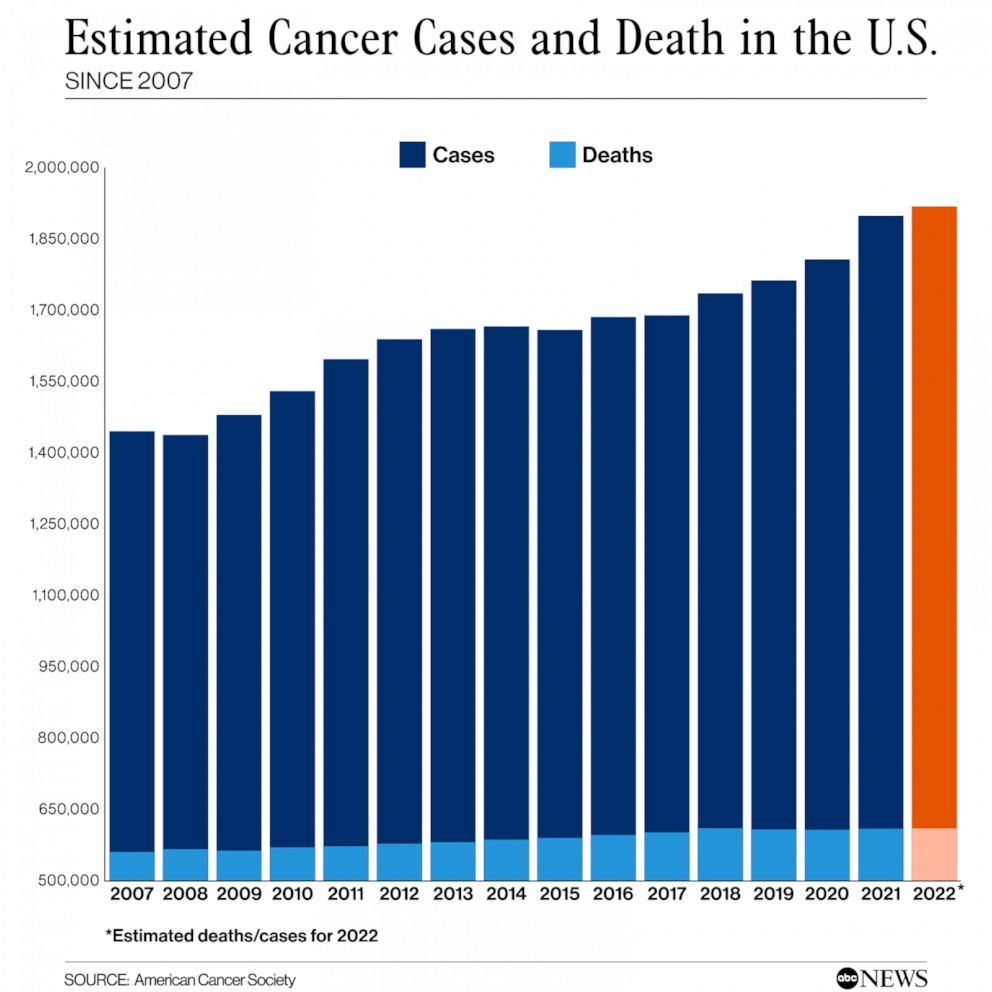 Estimated Cancer Cases and Death in the U.S.
SINCE 2007
Cases Deaths
2,000,000
1,850,000
1,700,000
1,550,000
1,400,000
1,250,000
1,100,000
950,000
800,000
650,000
500,000
2007 2008 2009 2010 2011 2012 2013 2014 2015 2016 2017 2018 2019 2020 2021 2022*
*Estimated deaths/cases for 2022
SOURCE: American Cancer Society abc NEWS